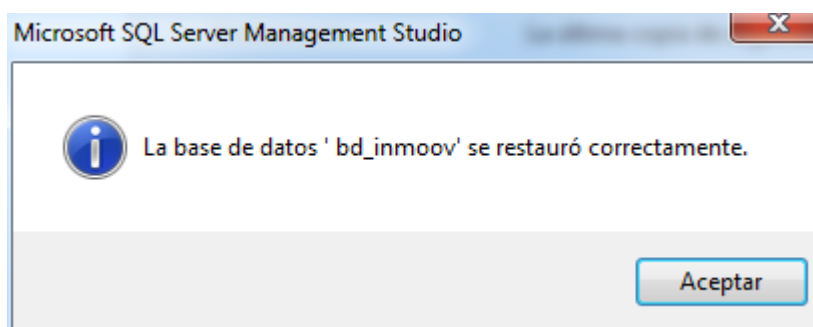 Microsoft SQL Server Management Studio
La base de datos ' bd_inmoov' se restauró correctamente.
Aceptar